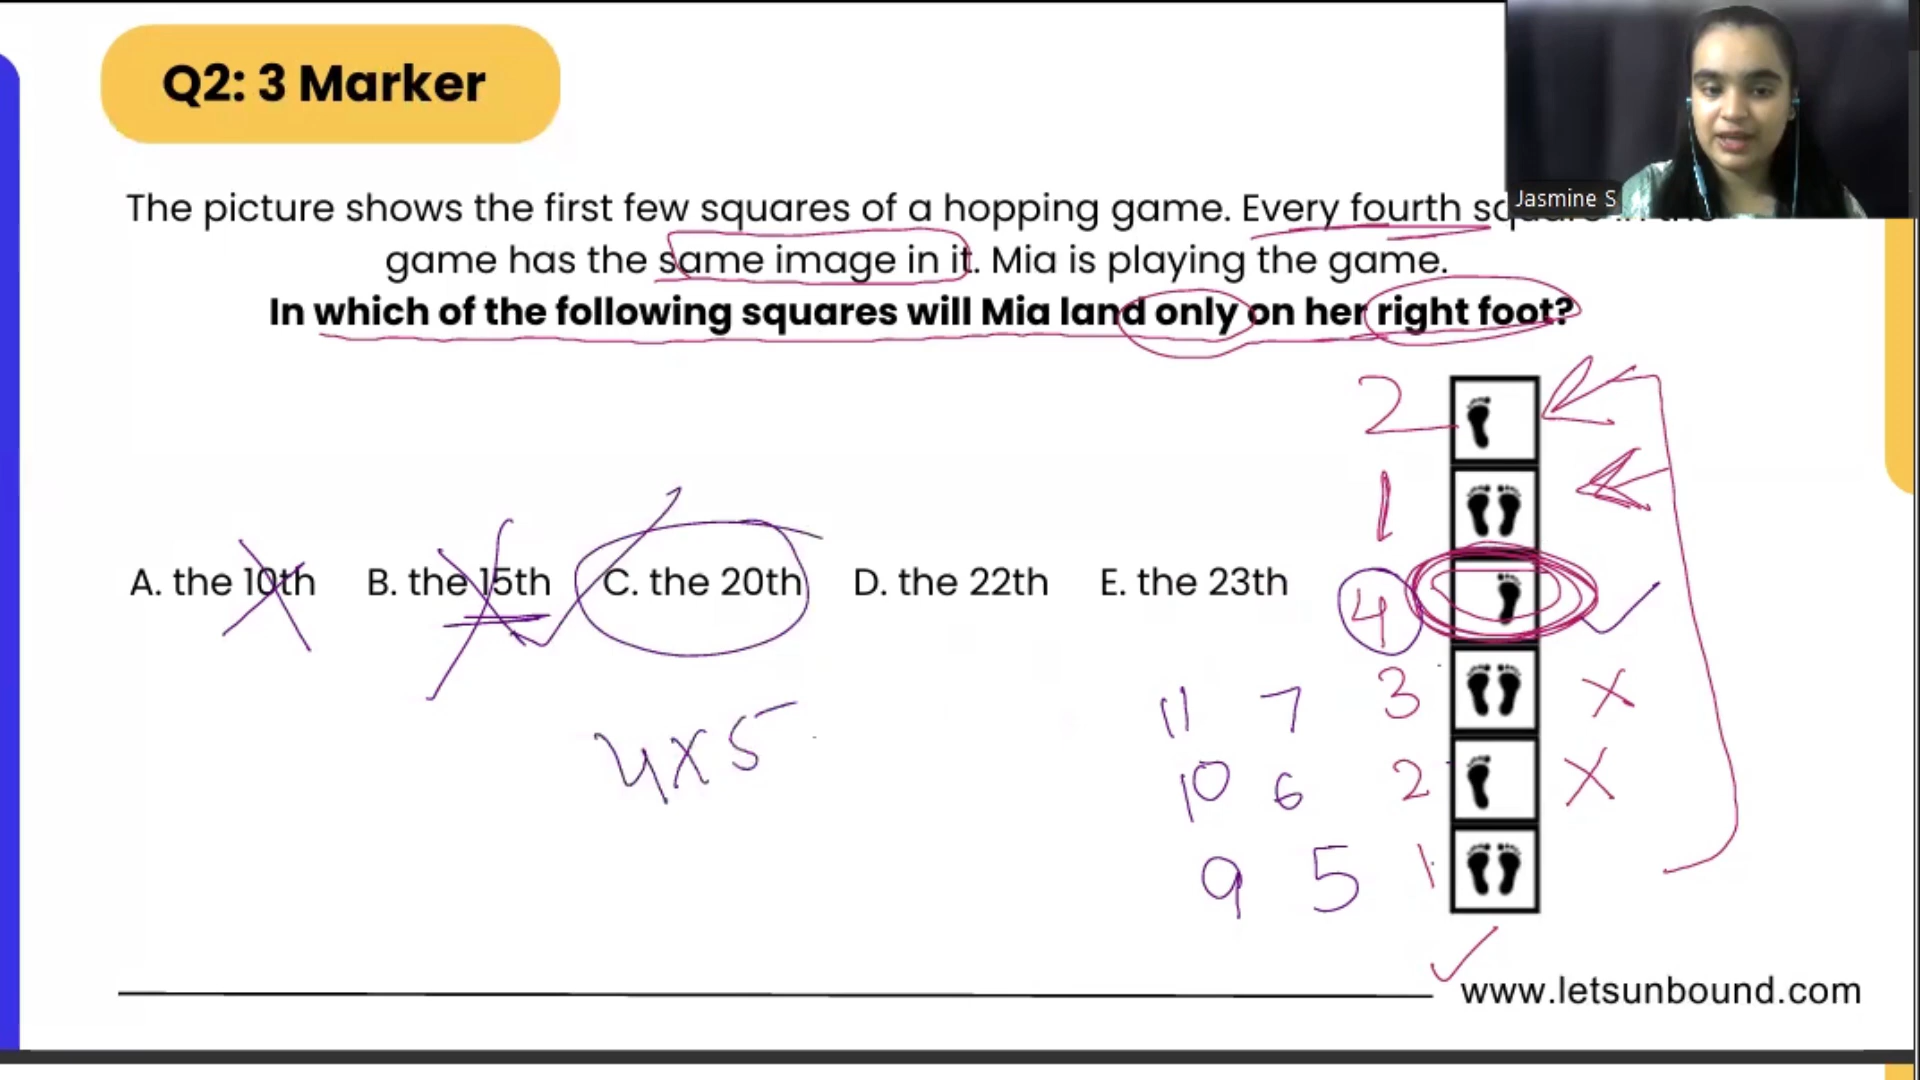 Q2: 3 Marker
Jasmine S
The picture shows the first few squares of a hopping game. Every fourth
game has the same image in it. Mia is playing the game.
In which of the following squares will Mia land only on her right foot?
2
1
A. the 10th B. the 15th C. the 20th D. the 22th E. the 23th
4
11 7 3
4x5
10 6 2
9 5 1
www.letsunbound.com